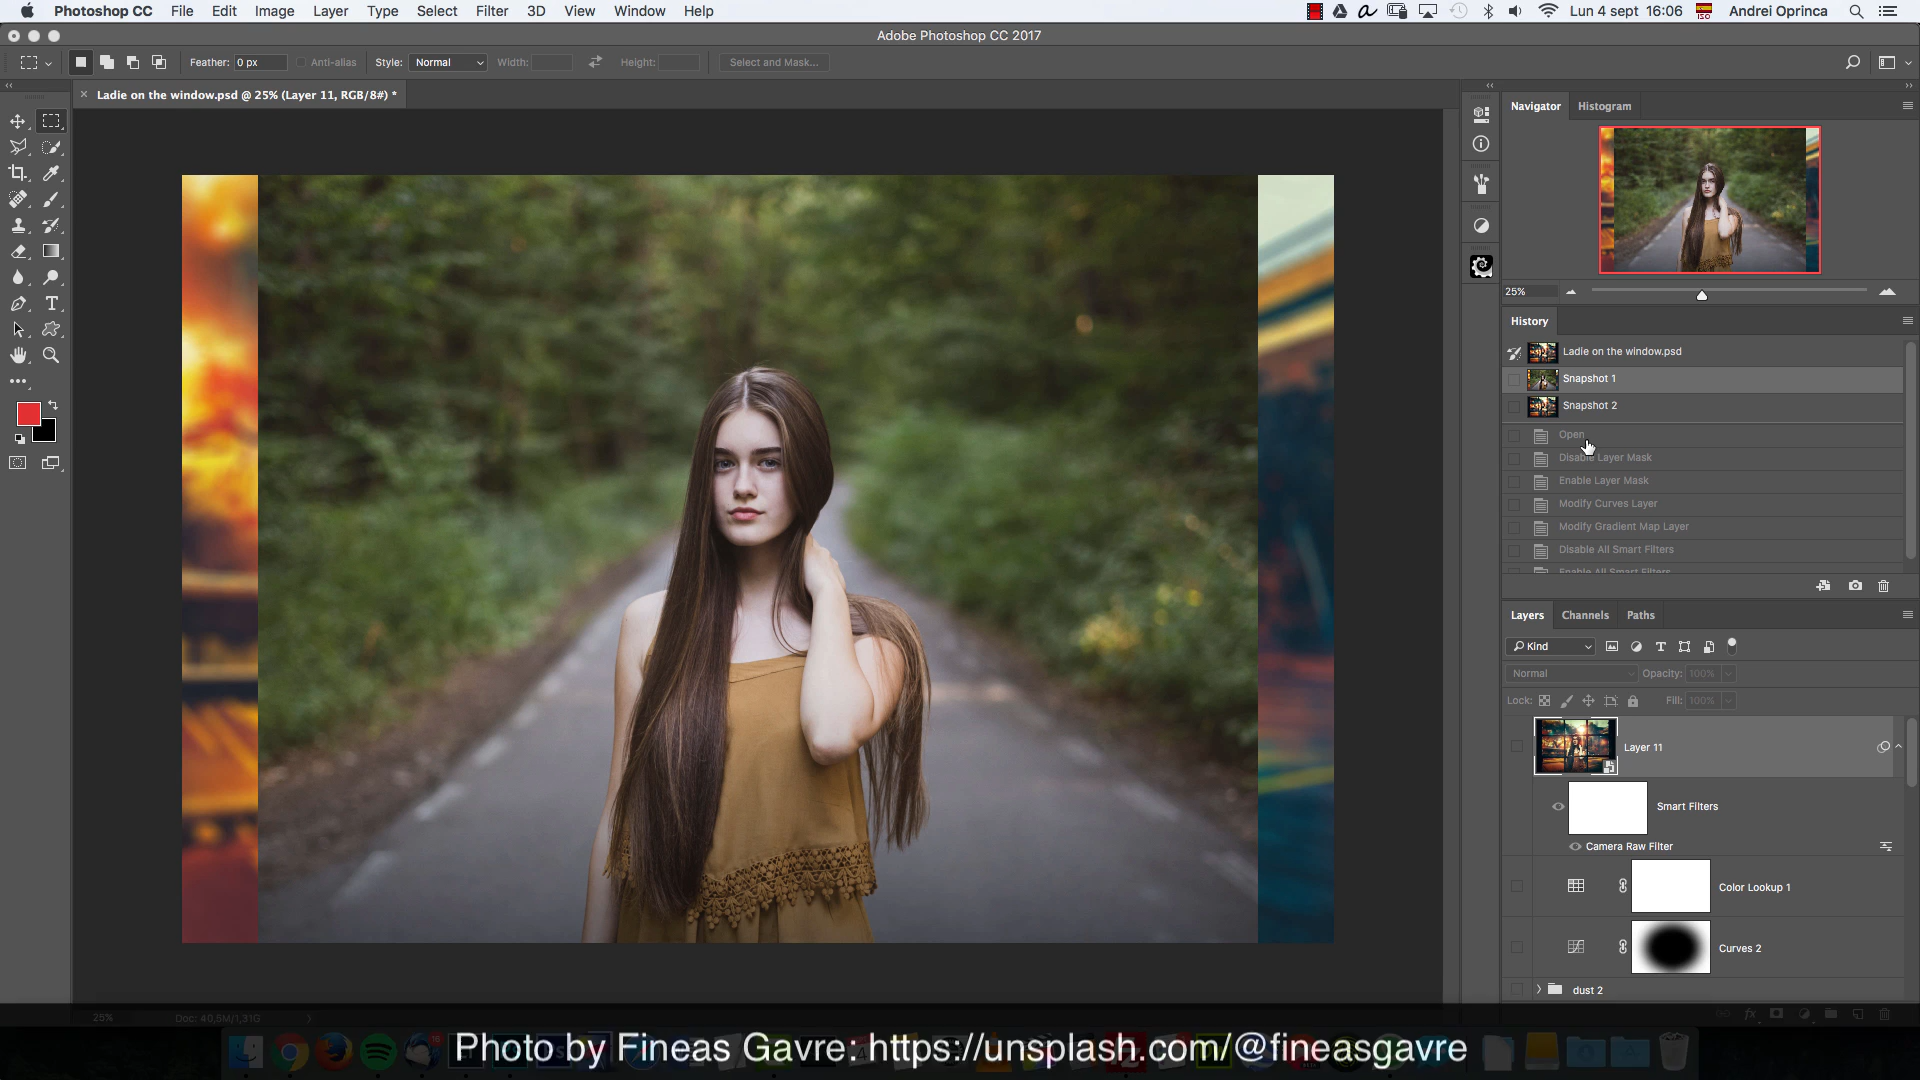 Photoshop CC File Edit Image Layer Type Select Filter 3D View Window Help Lun 4 sept 16:06 ISO Andrei Oprinca
Adobe Photoshop CC 2017
Feather: 0 px Anti-alias Style: Normal Width: Height: Select and Mask...
Ladie on the window.psd @ 25% (Layer 11, RGB/8#) *
Navigator Histogram
25%
History
Ladie on the window.psd
Snapshot 1
Snapshot 2
Open
Disable Layer Mask
Enable Layer Mask
Modify Curves Layer
Modify Gradient Map Layer
Disable All Smart Filters
Enable All Smart Filters
Layers Channels Paths
Kind
Normal Opacity: 100%
Lock: Fill: 100%
Layer 11
Smart Filters
Camera Raw Filter
Color Lookup 1
Curves 2
dust 2
25% Doc: 40,5M/1,31G
Photo by Fineas Gavre: https://unsplash.com/@fineasgavre